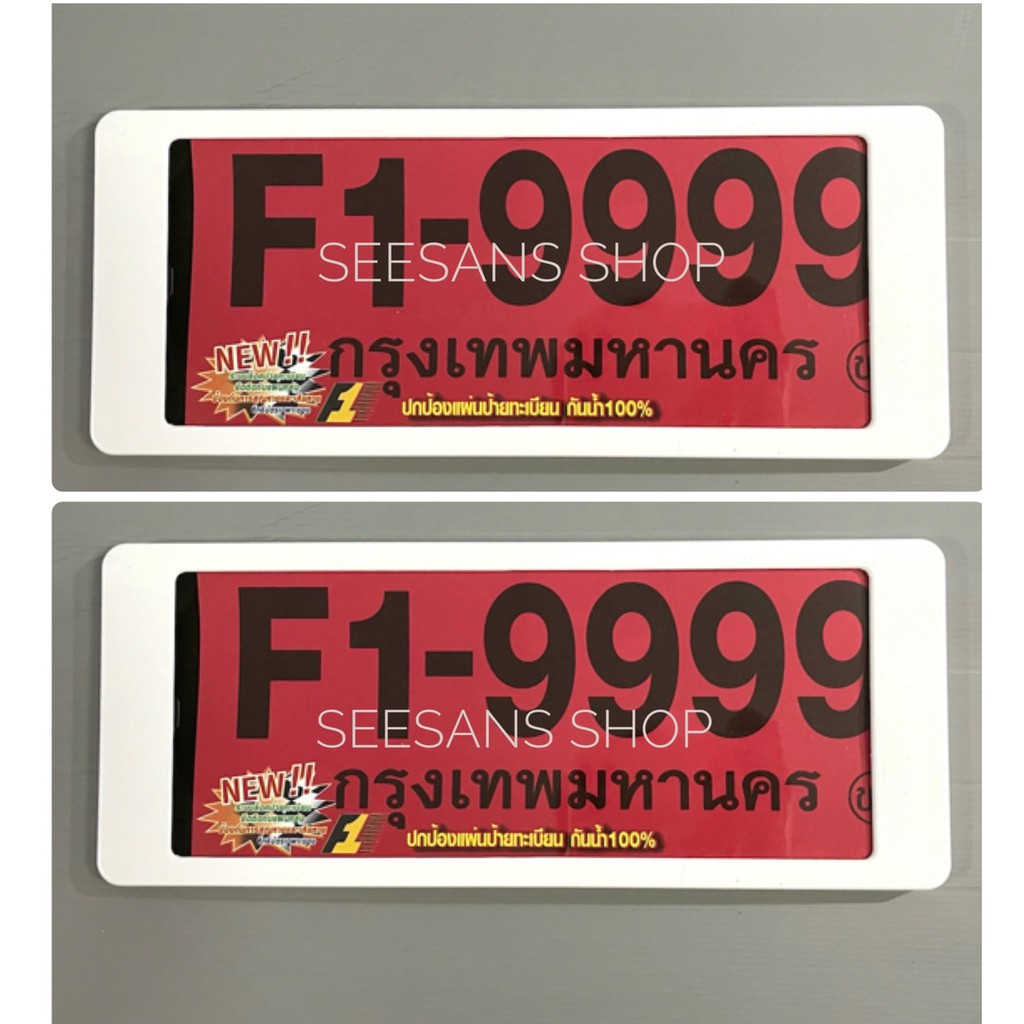 F1-9999
SEESANS SHOP
กรุงเทพมหานคร ข
NEW!!
F1 ปกป้องแผ่นป้ายทะเบียน กันน้ำ100%
F1-9999
SEESANS SHOP
กรุงเทพมหานคร ข
NEW!!
F1 ปกป้องแผ่นป้ายทะเบียน กันน้ำ100%